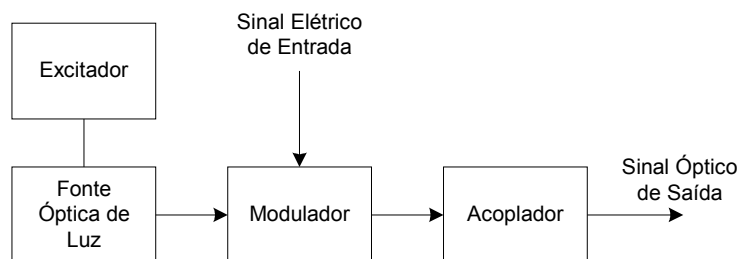 Sinal Elétrico
de Entrada
Excitador
Fonte
Óptica de
Luz
Modulador
Acoplador
Sinal Óptico
de Saída